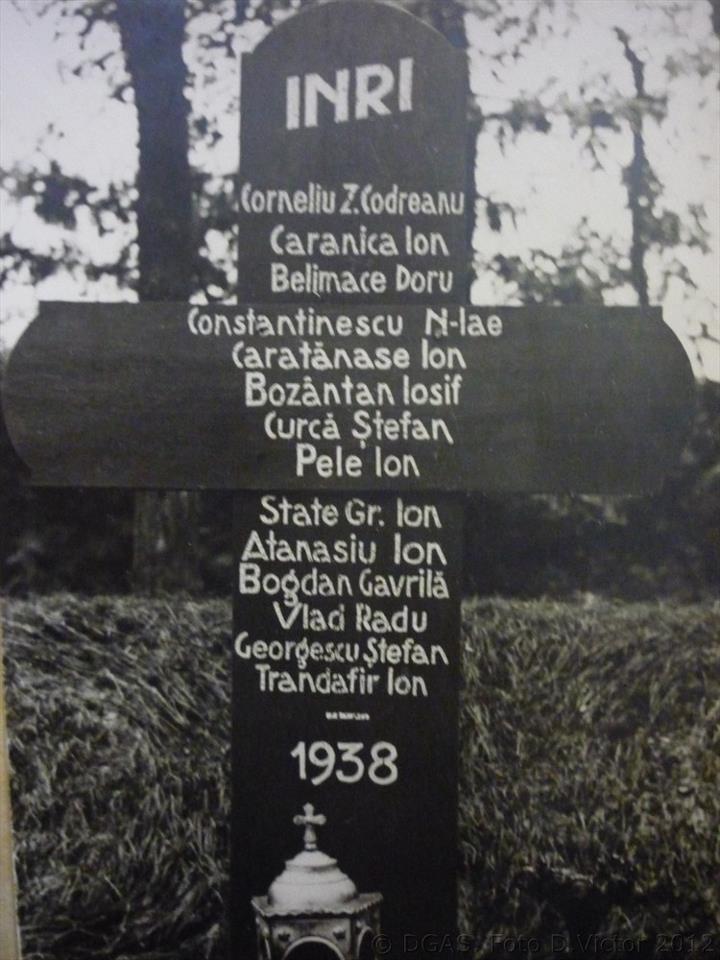 INRI
Corneliu Z. Codreanu
Caranica Ion
Belimace Doru
Constantinescu N-lae
Caratănase Ion
Bozântan Iosif
Curcă Ștefan
Pele Ion
State Gr. Ion
Atanasiu Ion
Bogdan Gavrilă
Vlad Radu
Georgescu Ștefan
Trandafir Ion
1938
© DGAS, Foto D.Victor 2012